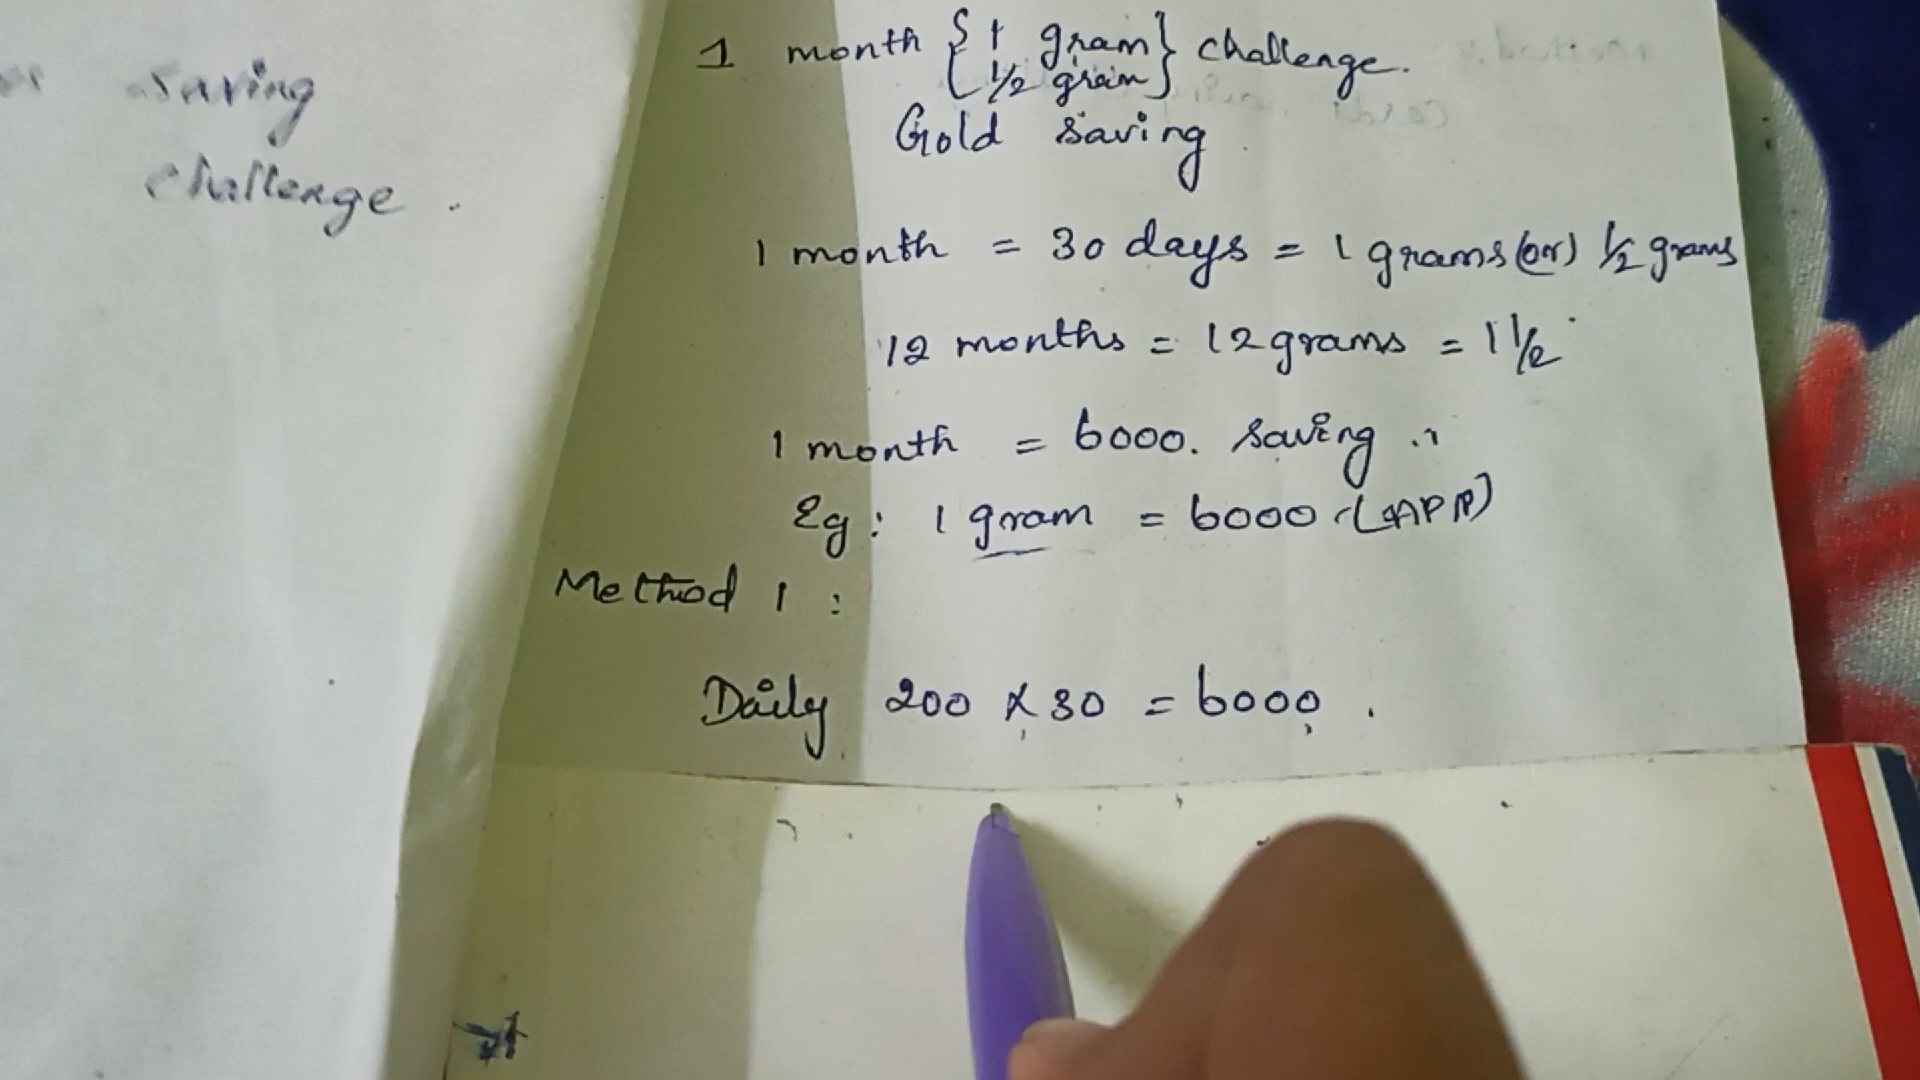 saving
challenge .
1 month { 1 gram } challenge.
{ 1/2 gram }
Gold saving
1 month = 30 days = 1 grams (or) 1/2 grams
12 months = 12 grams = 1 1/2
1 month = 6000. saving
Eg : 1 gram = 6000
Method 1 :
Daily 200 X 30 = 6000 .